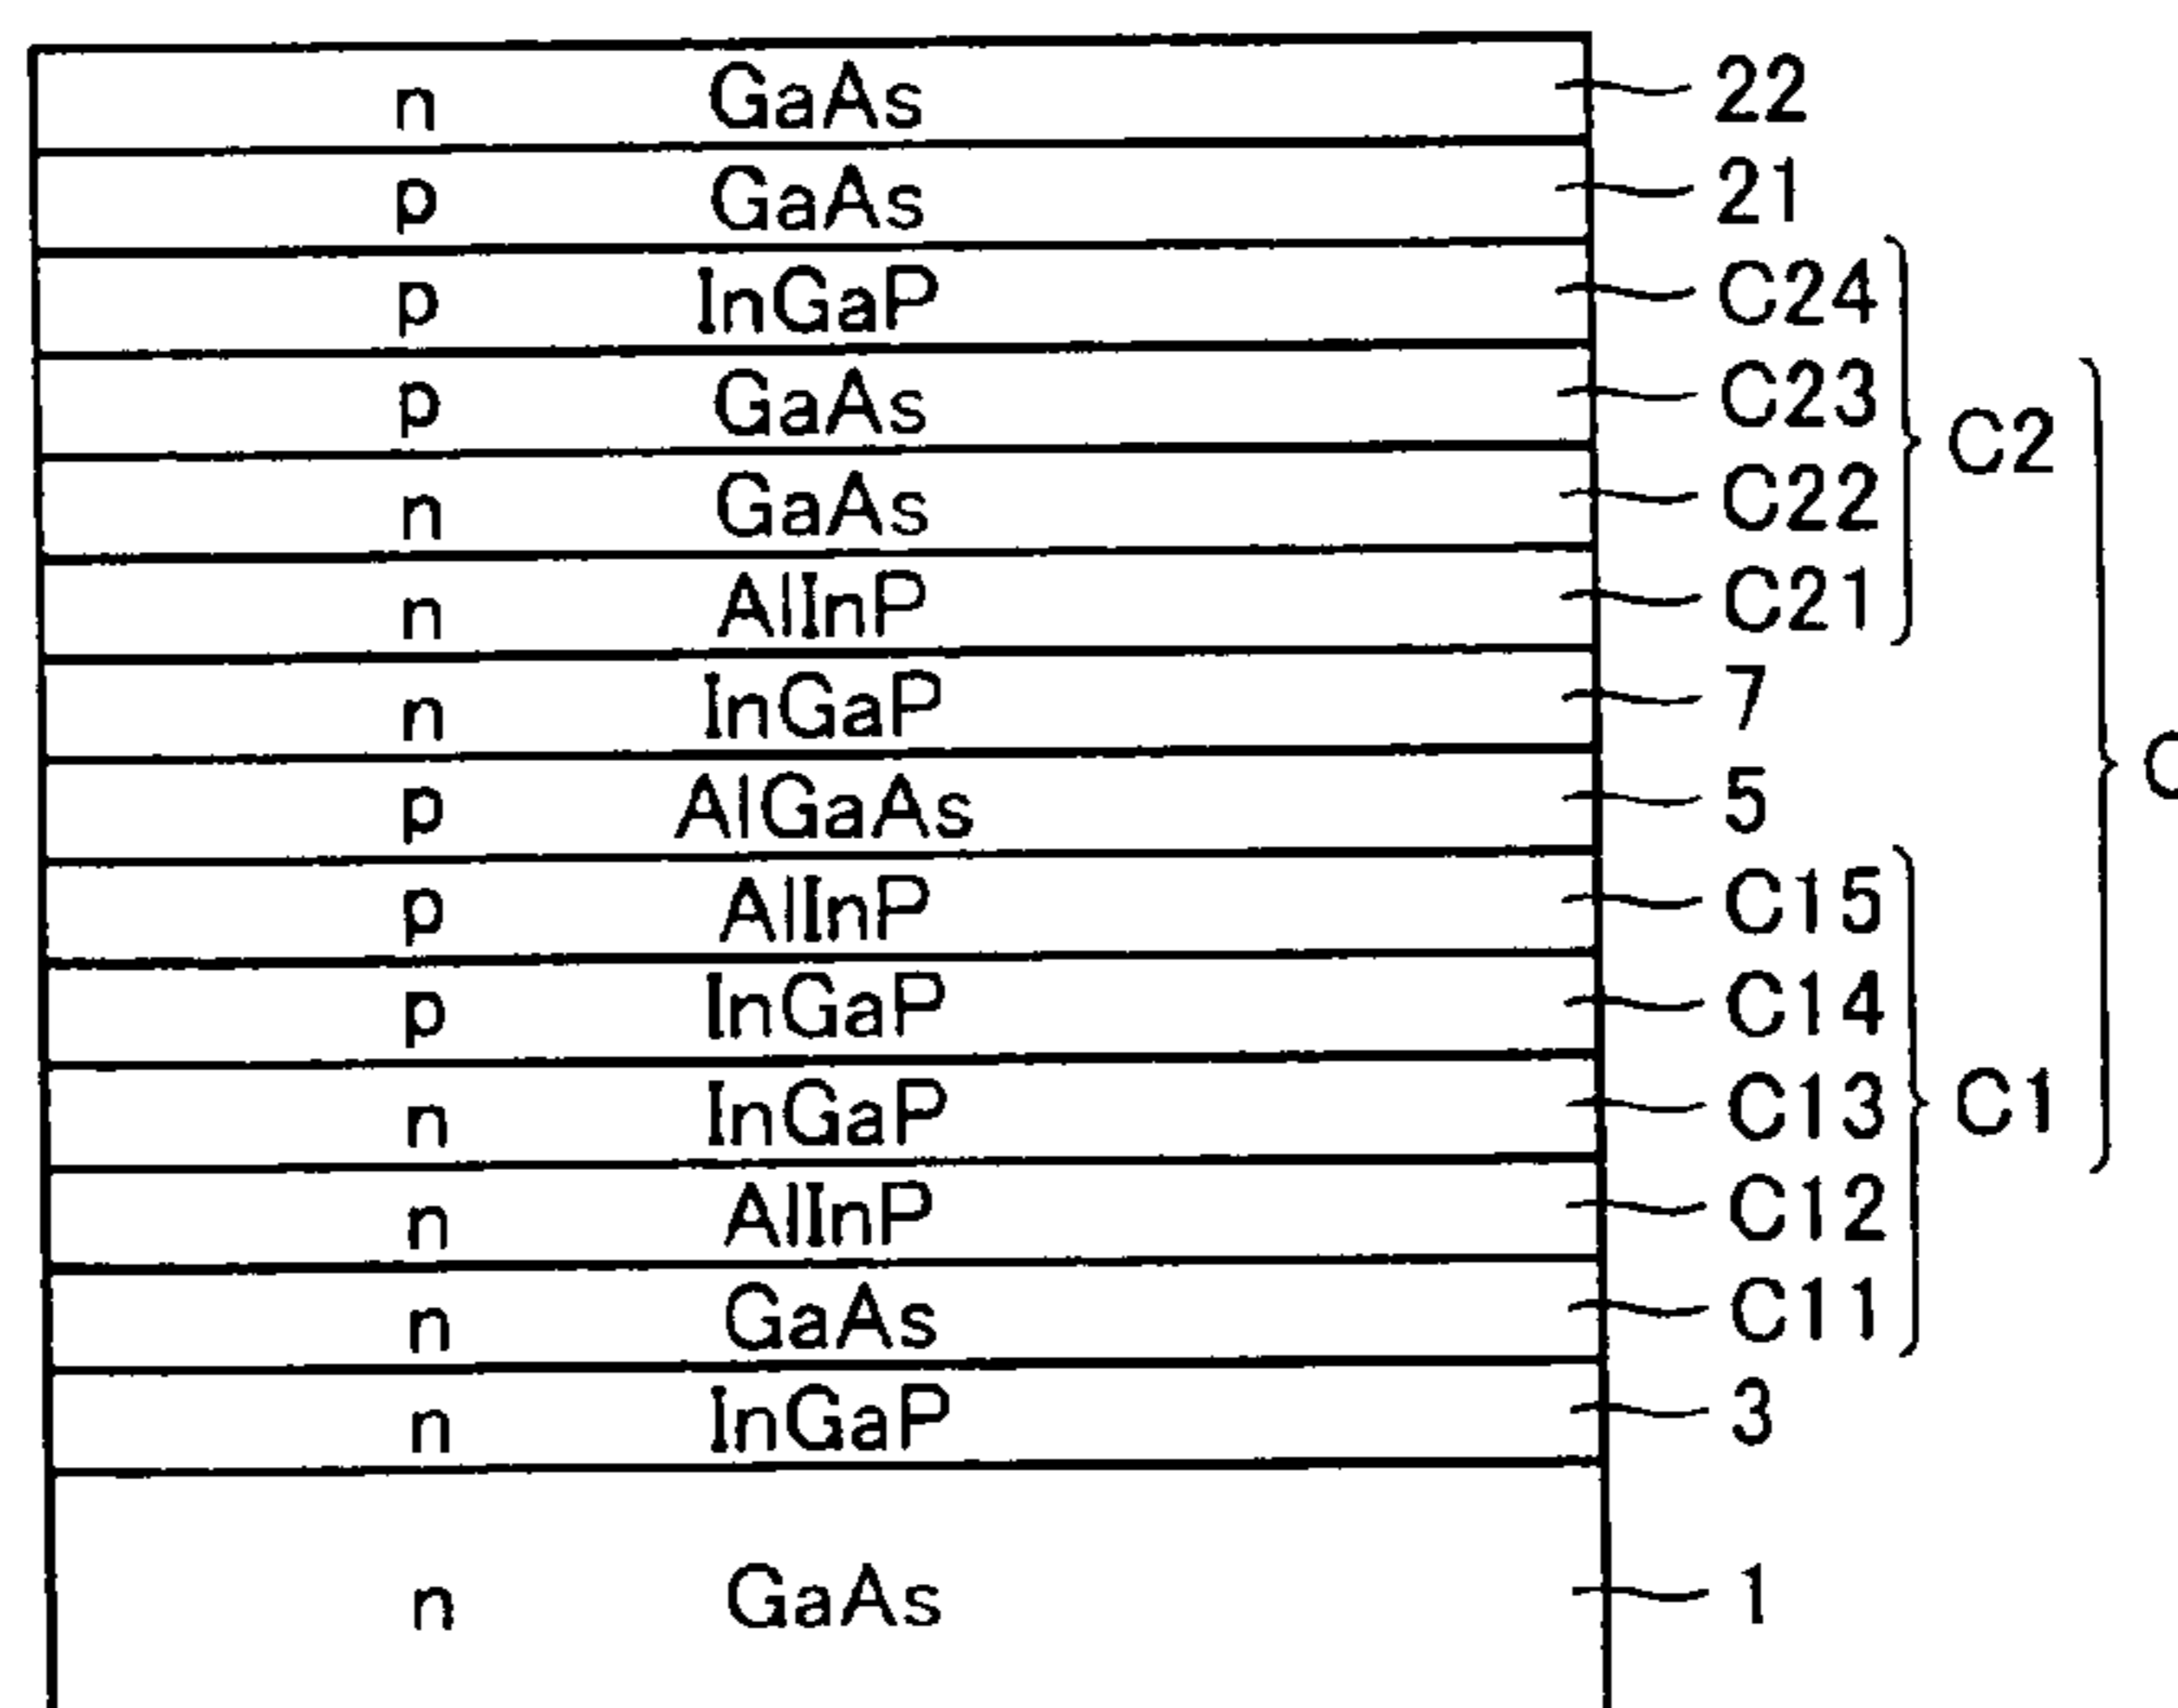 n GaAs 22
p GaAs 21
p InGaP C24
p GaAs C23
C2
n GaAs C22
n AlInP C21
n InGaP 7
C
p AlGaAs 5
p AlInP C15
p InGaP C14
n InGaP C13 C1
n AlInP C12
n GaAs C11
n InGaP 3
n GaAs 1